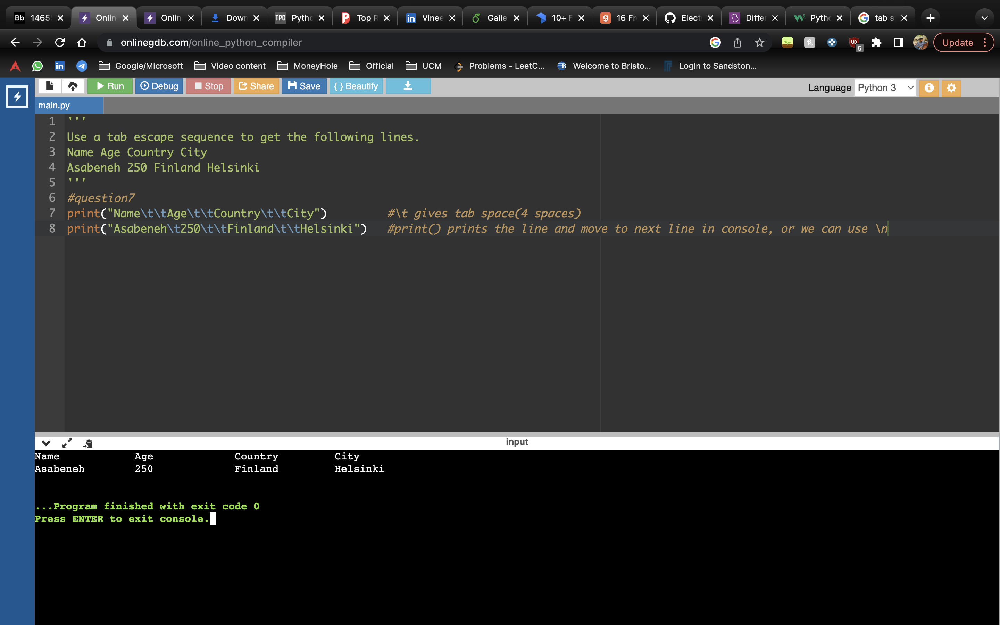 Bb 1465 Onlin Onlin Down TPG Pytho Top R in Vinee Galle 10+ F g 16 Fr Elect Differ Pytho tab s
onlinegdb.com/online_python_compiler 5 Update
in Google/Microsoft Video content MoneyHole Official UCM Problems - LeetC... Welcome to Bristo... Login to Sandston...
Run Debug Stop Share Save { } Beautify Language Python 3
main.py
1 '''
2 Use a tab escape sequence to get the following lines.
3 Name Age Country City
4 Asabeneh 250 Finland Helsinki
5 '''
6 #question7
7 print("Name\t\tAge\t\tCountry\t\tCity") #\t gives tab space(4 spaces)
8 print("Asabeneh\t250\t\tFinland\t\tHelsinki") #print() prints the line and move to next line in console, or we can use \n
input
Name Age Country City
Asabeneh 250 Finland Helsinki
...Program finished with exit code 0
Press ENTER to exit console.